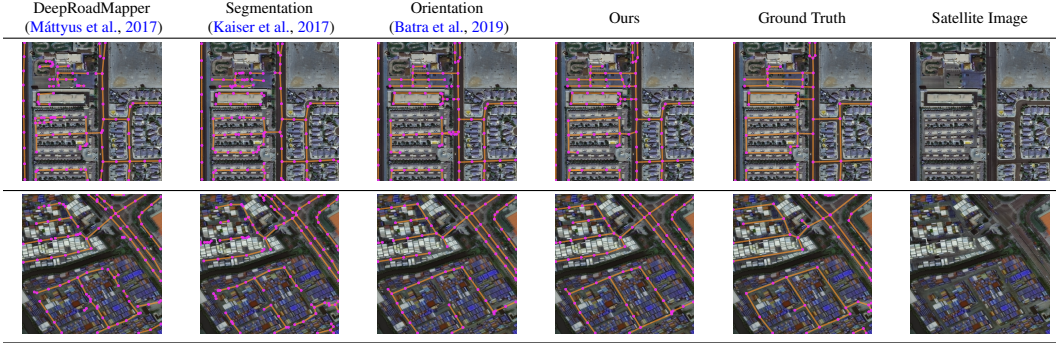 DeepRoadMapper
(Máttyus et al., 2017)
Segmentation
(Kaiser et al., 2017)
Orientation
(Batra et al., 2019)
Ours
Ground Truth
Satellite Image